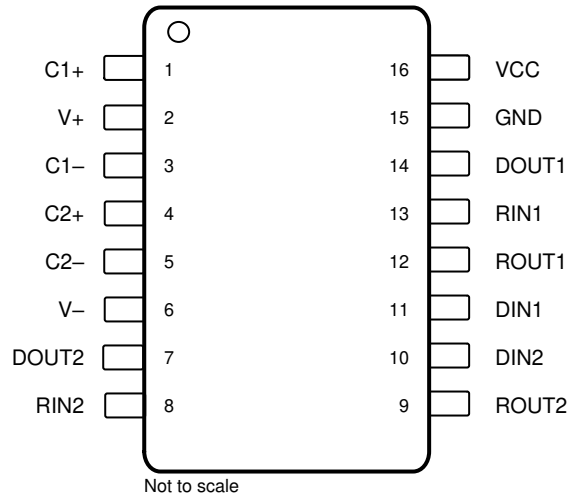 C1+ 1 16 VCC
V+ 2 15 GND
C1− 3 14 DOUT1
C2+ 4 13 RIN1
C2− 5 12 ROUT1
V− 6 11 DIN1
DOUT2 7 10 DIN2
RIN2 8 9 ROUT2
Not to scale